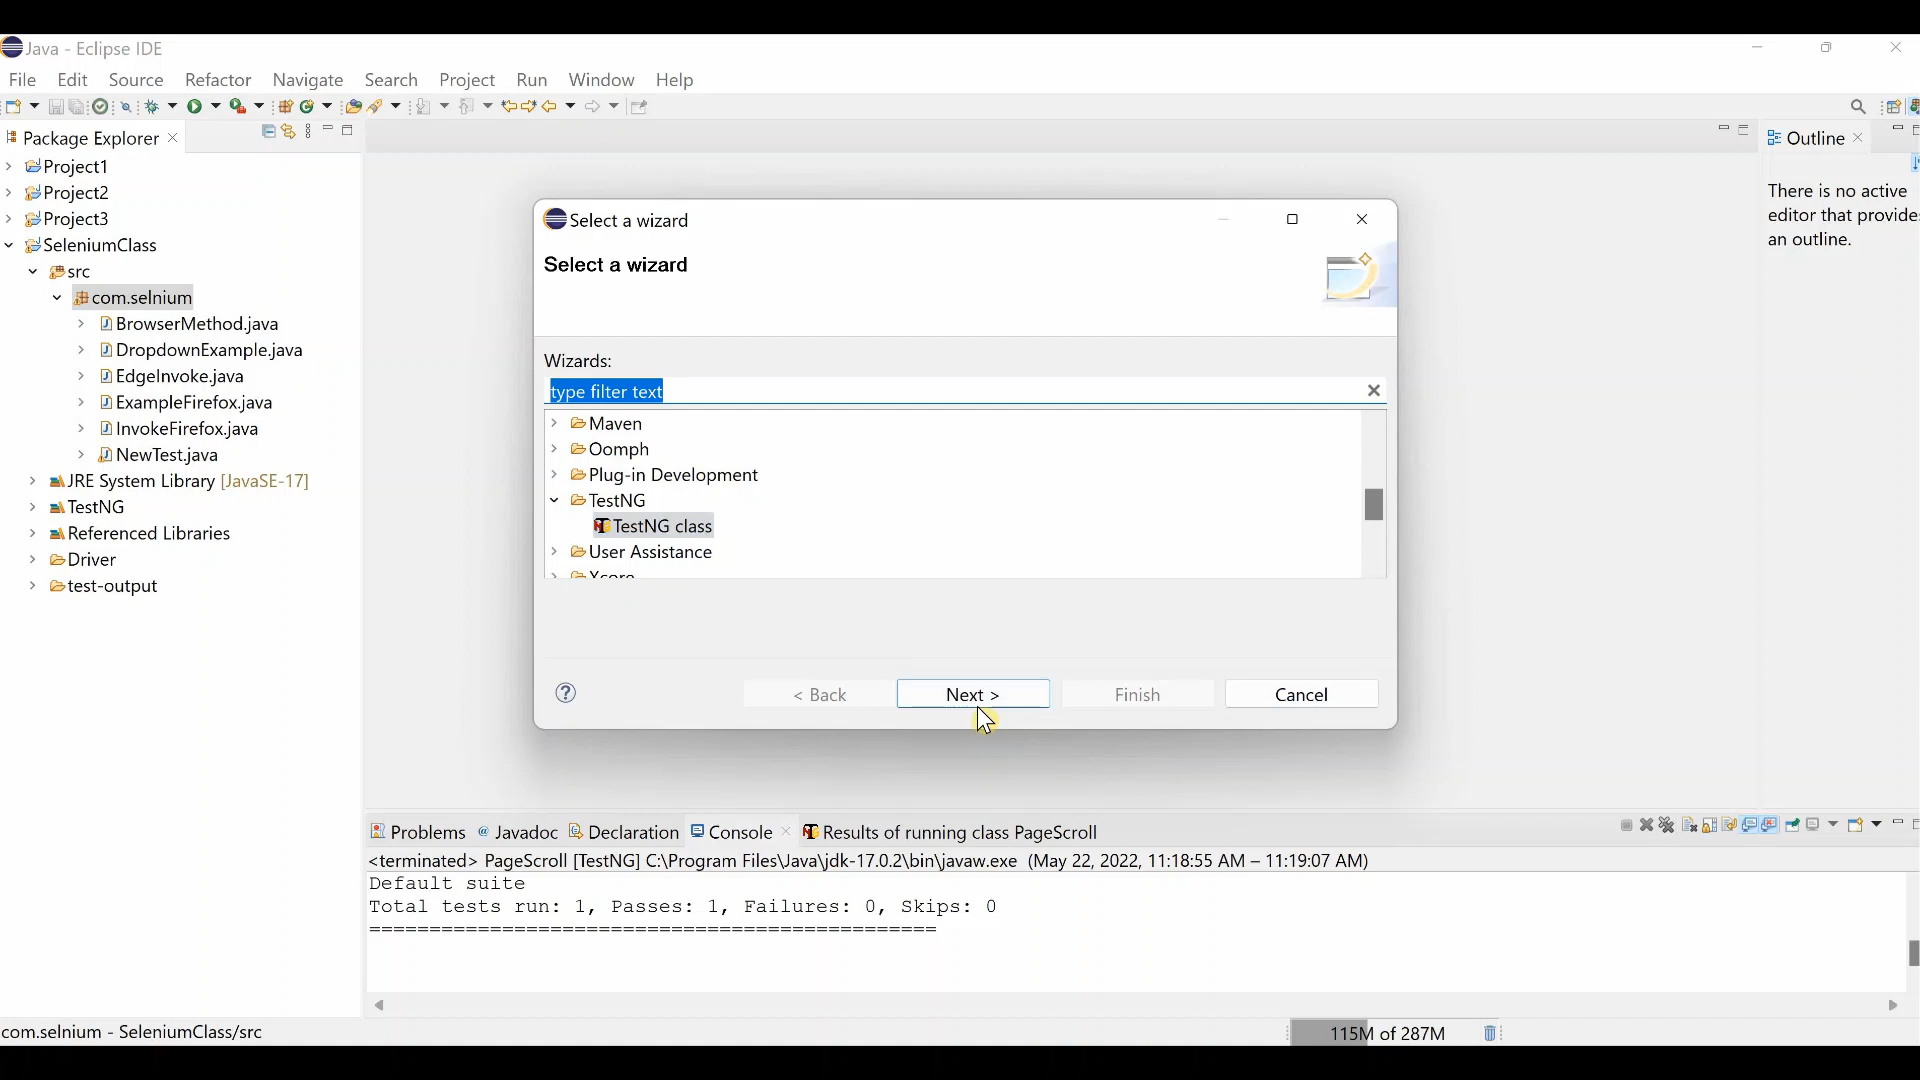 Java - Eclipse IDE
File Edit Source Refactor Navigate Search Project Run Window Help
Package Explorer
Project1
Project2
Project3
SeleniumClass
src
com.selnium
BrowserMethod.java
DropdownExample.java
EdgeInvoke.java
ExampleFirefox.java
InvokeFirefox.java
NewTest.java
JRE System Library [JavaSE-17]
TestNG
Referenced Libraries
Driver
test-output
Select a wizard
Select a wizard
Wizards:
type filter text
Maven
Oomph
Plug-in Development
TestNG
TestNG class
User Assistance
Xcore
< Back Next > Finish Cancel
Outline
There is no active
editor that provides
an outline.
Problems Javadoc Declaration Console Results of running class PageScroll
<terminated> PageScroll [TestNG] C:\Program Files\Java\jdk-17.0.2\bin\javaw.exe (May 22, 2022, 11:18:55 AM – 11:19:07 AM)
Default suite
Total tests run: 1, Passes: 1, Failures: 0, Skips: 0
===============================================
com.selnium - SeleniumClass/src
115M of 287M